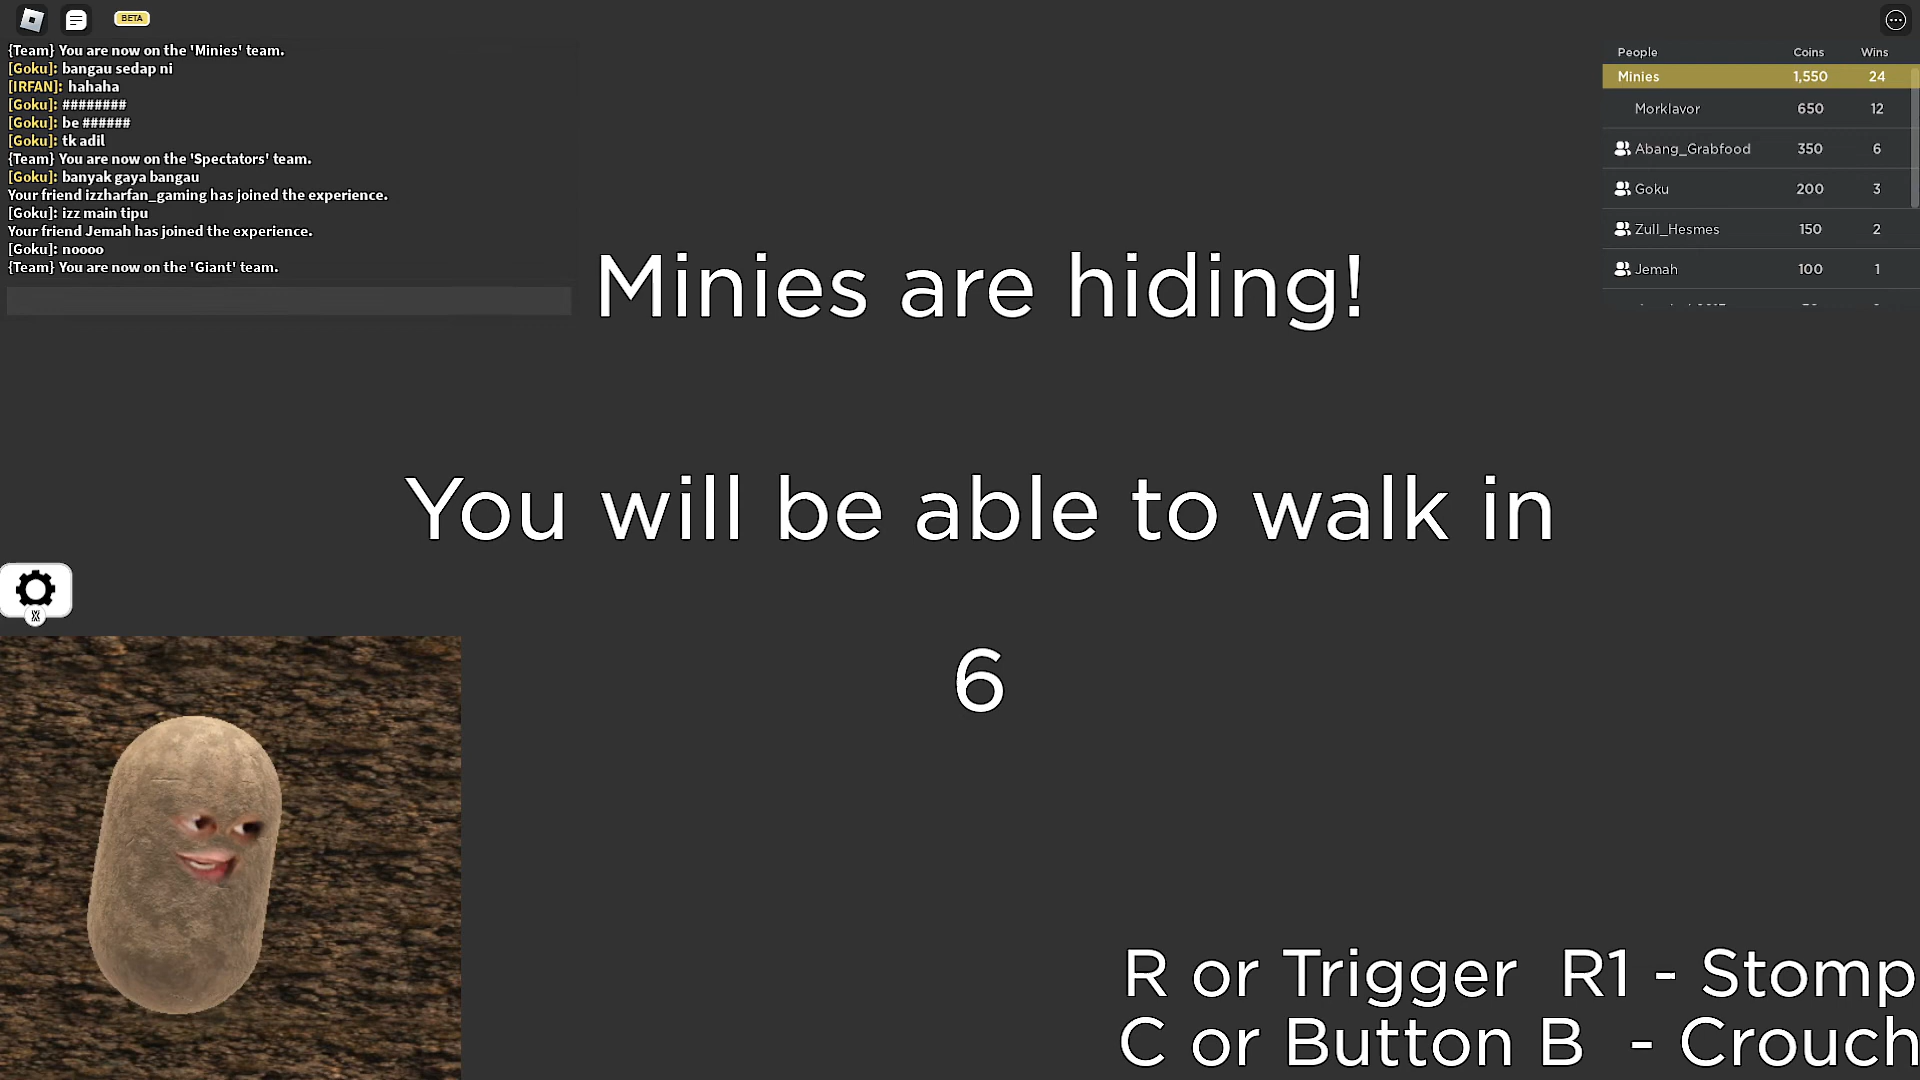 BETA
{Team} You are now on the 'Minies' team.
[Goku]: bangau sedap ni
[IRFAN]: hahaha
[Goku]: ########
[Goku]: be ######
[Goku]: tk adil
{Team} You are now on the 'Spectators' team.
[Goku]: banyak gaya bangau
Your friend izzharfan_gaming has joined the experience.
[Goku]: izz main tipu
Your friend Jemah has joined the experience.
[Goku]: noooo
{Team} You are now on the 'Giant' team.
People Coins Wins
Minies 1,550 24
Morklavor 650 12
Abang_Grabfood 350 6
Goku 200 3
Zull_Hesmes 150 2
Jemah 100 1
Minies are hiding!
You will be able to walk in
6
R or Trigger R1 - Stomp
C or Button B - Crouch